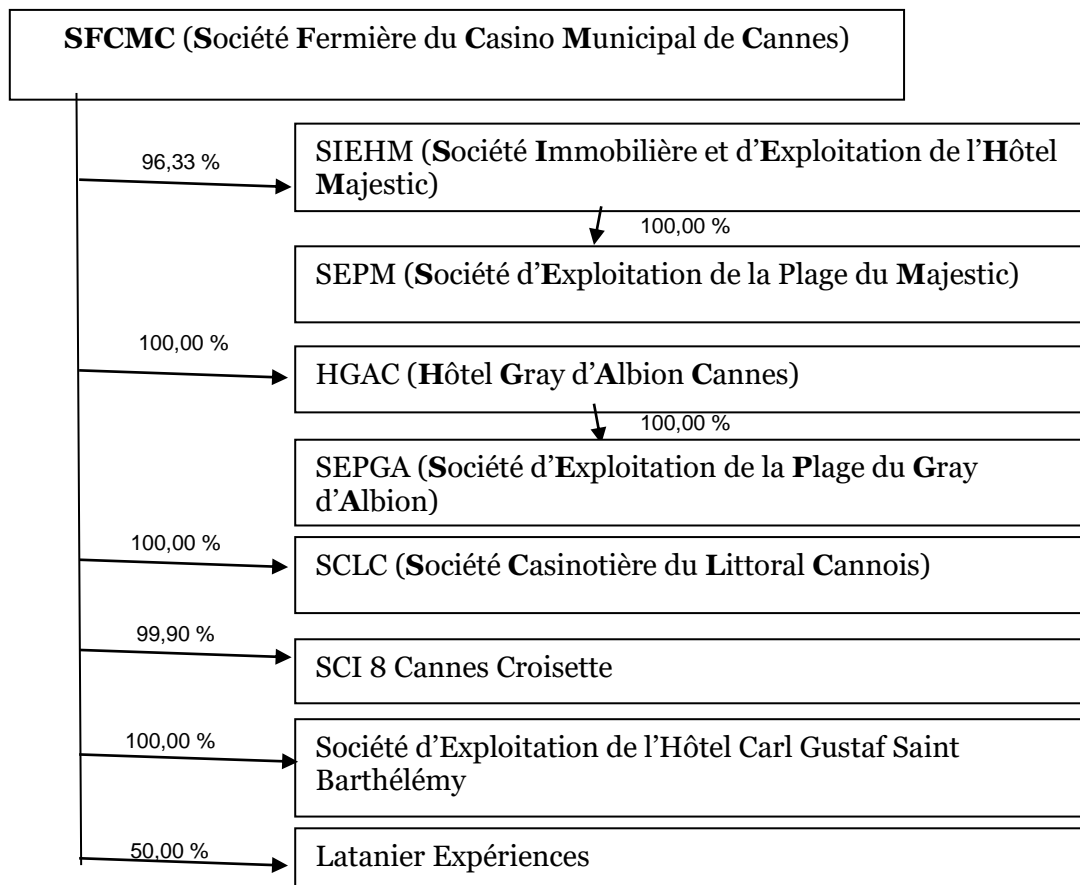 SFCMC (Société Fermière du Casino Municipal de Cannes)
96,33 %
SIEHM (Société Immobilière et d’Exploitation de l’Hôtel
Majestic)
100,00 %
SEPM (Société d’Exploitation de la Plage du Majestic)
100,00 %
HGAC (Hôtel Gray d’Albion Cannes)
100,00 %
SEPGA (Société d’Exploitation de la Plage du Gray
d’Albion)
100,00 %
SCLC (Société Casinotière du Littoral Cannois)
99,90 %
SCI 8 Cannes Croisette
100,00 %
Société d’Exploitation de l’Hôtel Carl Gustaf Saint
Barthélémy
50,00 %
Latanier Expériences